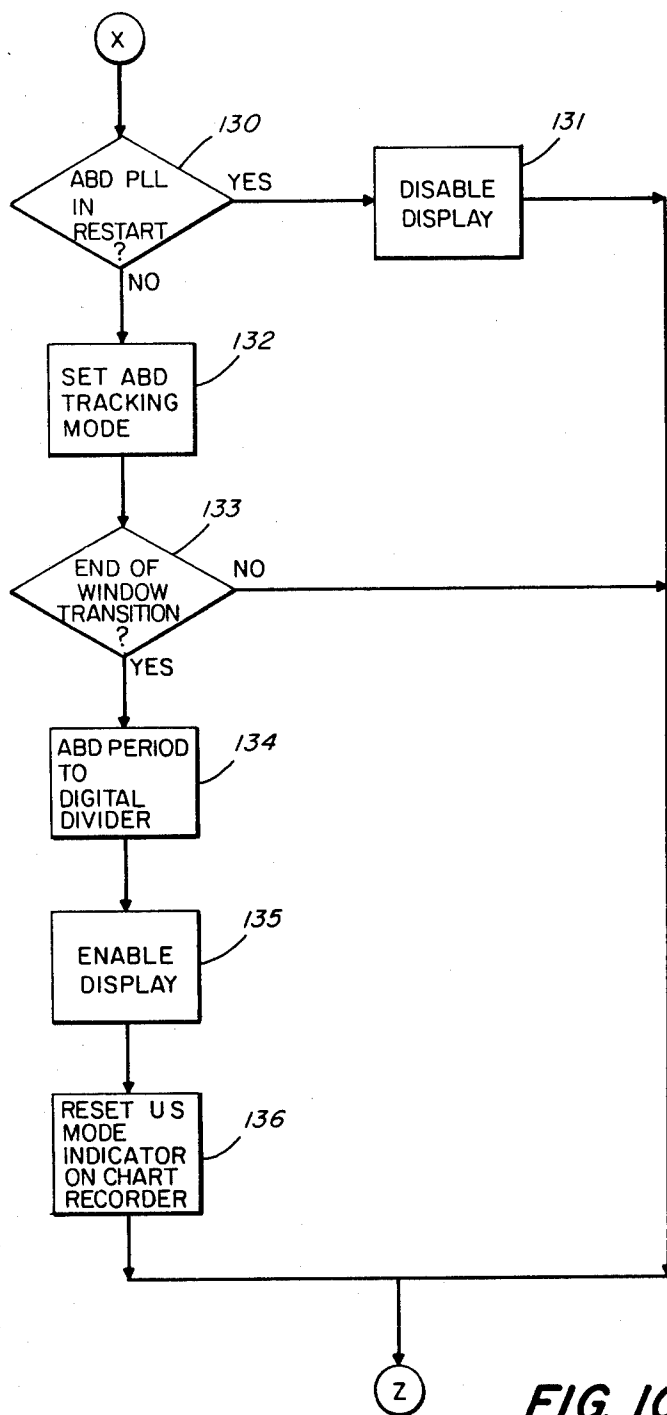 X
130
ABD PLL
IN
RESTART
?
YES
131
DISABLE
DISPLAY
NO
132
SET ABD
TRACKING
MODE
133
END OF
WINDOW
TRANSITION
?
NO
YES
134
ABD PERIOD
TO
DIGITAL
DIVIDER
135
ENABLE
DISPLAY
136
RESET US
MODE
INDICATOR
ON CHART
RECORDER
Z